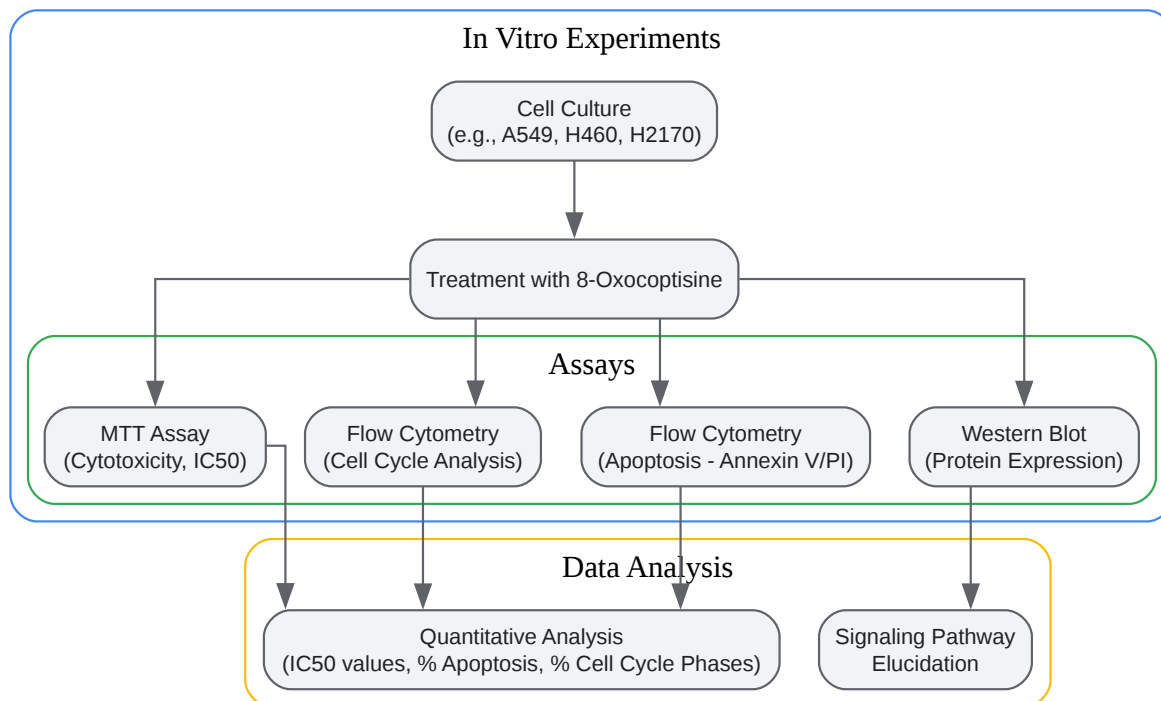 In Vitro Experiments
Cell Culture
(e.g., A549, H460, H2170)
Treatment with 8-Oxocoptisine
Assays
MTT Assay
(Cytotoxicity, IC50)
Flow Cytometry
(Cell Cycle Analysis)
Flow Cytometry
(Apoptosis - Annexin V/PI)
Western Blot
(Protein Expression)
Data Analysis
Quantitative Analysis
(IC50 values, % Apoptosis, % Cell Cycle Phases)
Signaling Pathway
Elucidation